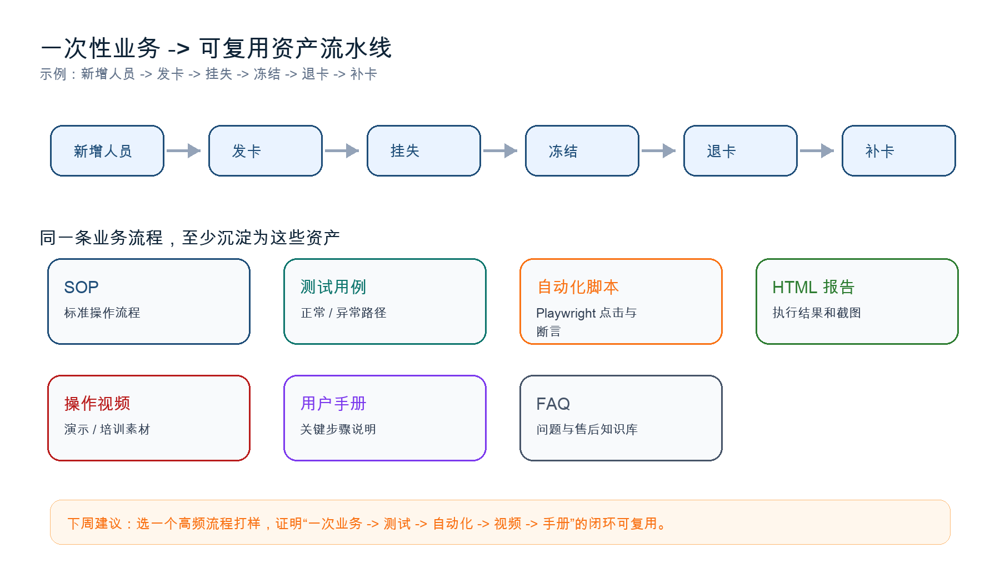 一次性业务 -> 可复用资产流水线
示例：新增人员 -> 发卡 -> 挂失 -> 冻结 -> 退卡 -> 补卡
新增人员
发卡
挂失
冻结
退卡
补卡
同一条业务流程，至少沉淀为这些资产
SOP
标准操作流程
测试用例
正常 / 异常路径
自动化脚本
Playwright 点击与
断言
HTML 报告
执行结果和截图
操作视频
演示 / 培训素材
用户手册
关键步骤说明
FAQ
问题与售后知识库
下周建议：选一个高频流程打样，证明“一次业务 -> 测试 -> 自动化 -> 视频 -> 手册”的闭环可复用。